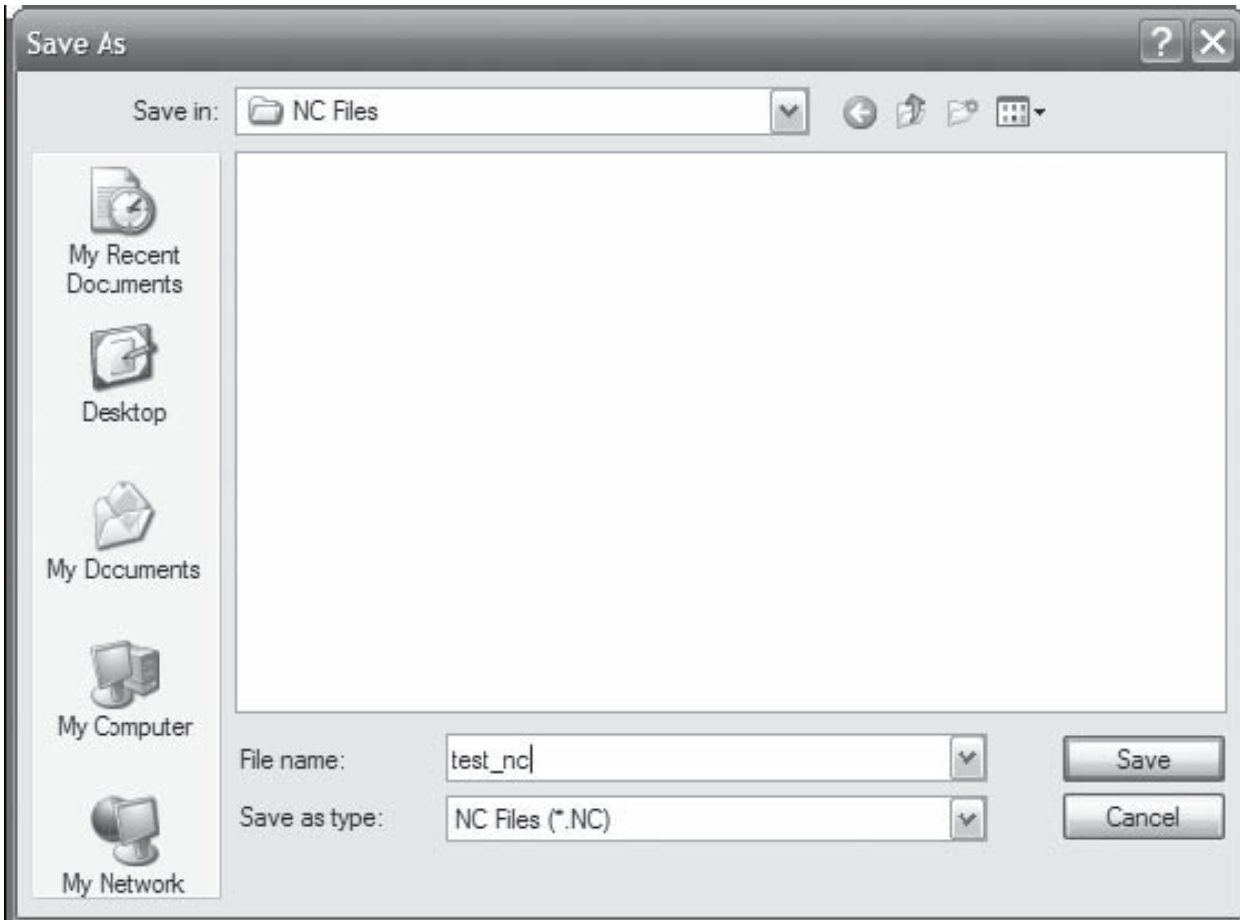 Save As
Save in:
NC Files
My Recent
Documents
Desktop
My Documents
My Computer
My Network
File name:
test_nc
Save
Save as type:
NC Files (*.NC)
Cancel